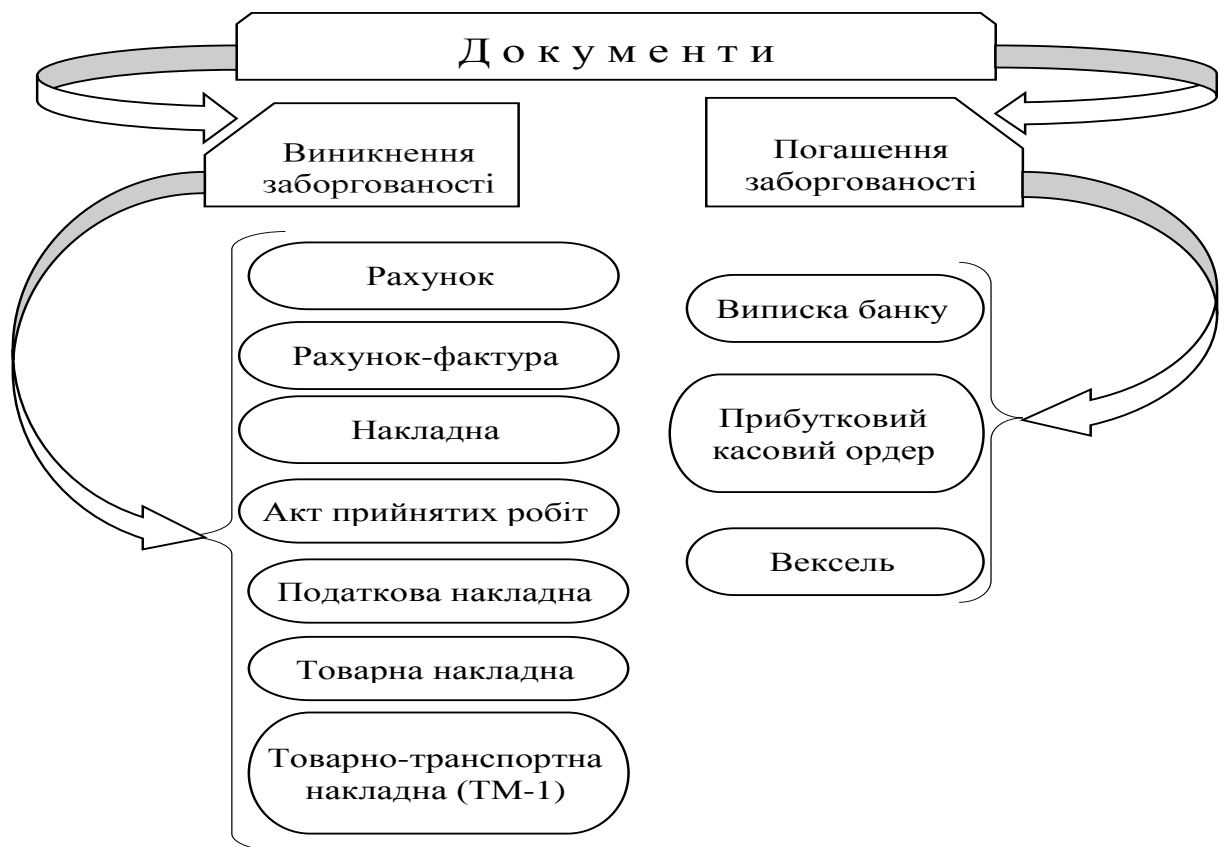 Документи
Виникнення
заборгованості
Погашення
заборгованості
Рахунок
Рахунок-фактура
Накладна
Акт прийнятих робіт
Податкова накладна
Товарна накладна
Товарно-транспортна
накладна (ТМ-1)
Виписка банку
Прибутковий
касовий ордер
Вексель